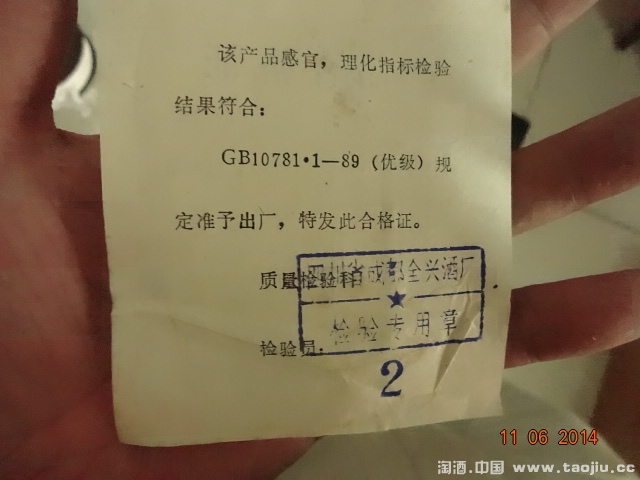 该产品感官，理化指标检验
结果符合：
GB10781·1—89（优级）规
定准予出厂，特发此合格证。
质量检验科
四川省成都全兴酒厂
★
检验专用章
检验员：
2
11 06 2014
淘酒.中国 www.taojiu.cc